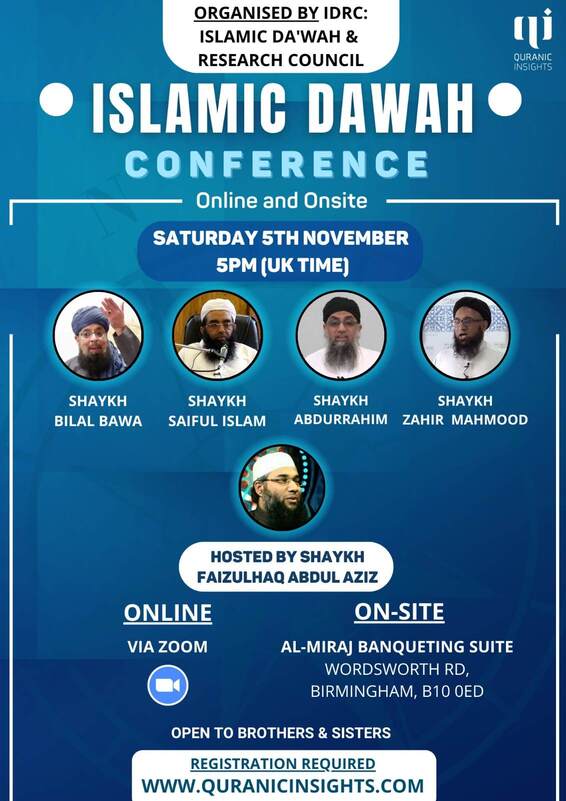 ORGANISED BY IDRC:
ISLAMIC DA'WAH &
RESEARCH COUNCIL
QURANIC
INSIGHTS
ISLAMIC DAWAH
CONFERENCE
Online and Onsite
SATURDAY 5TH NOVEMBER
5PM (UK TIME)
SHAYKH
BILAL BAWA
SHAYKH
SAIFUL ISLAM
SHAYKH
ABDURRAHIM
SHAYKH
ZAHIR MAHMOOD
HOSTED BY SHAYKH
FAIZULHAQ ABDUL AZIZ
ONLINE
VIA ZOOM
ON-SITE
AL-MIRAJ BANQUETING SUITE
WORDSWORTH RD,
BIRMINGHAM, B10 0ED
OPEN TO BROTHERS & SISTERS
REGISTRATION REQUIRED
WWW.QURANICINSIGHTS.COM